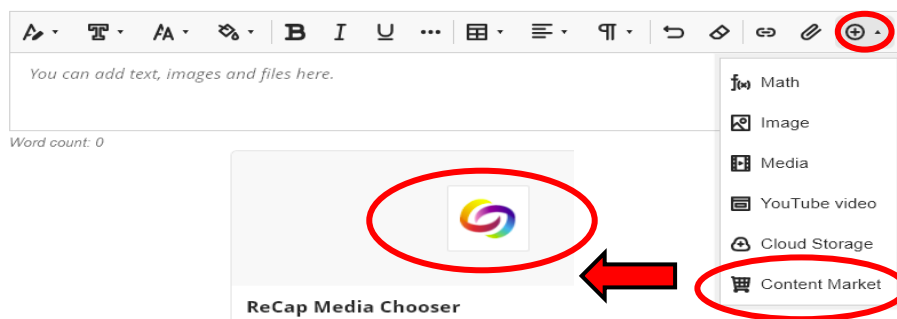 B I U
You can add text, images and files here.
f(x) Math
Image
Word count: 0
Media
YouTube video
Cloud Storage
Content Market
ReCap Media Chooser